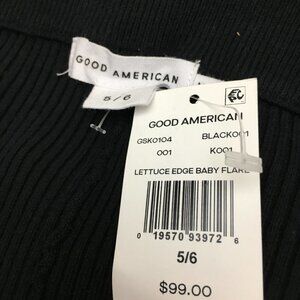 GOOD AMERICAN
5/6
GOOD AMERICAN
GSK0104 BLACK001
001 K001
LETTUCE EDGE BABY FLARE
0 19570 93972 6
5/6
$99.00